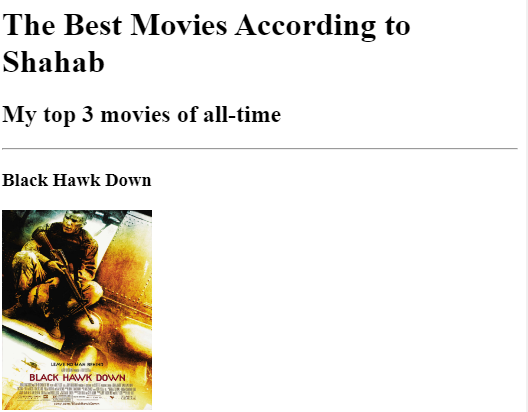 The Best Movies According to
Shahab
My top 3 movies of all-time
Black Hawk Down
LEAVE NO MAN BEHIND
BLACK HAWK DOWN